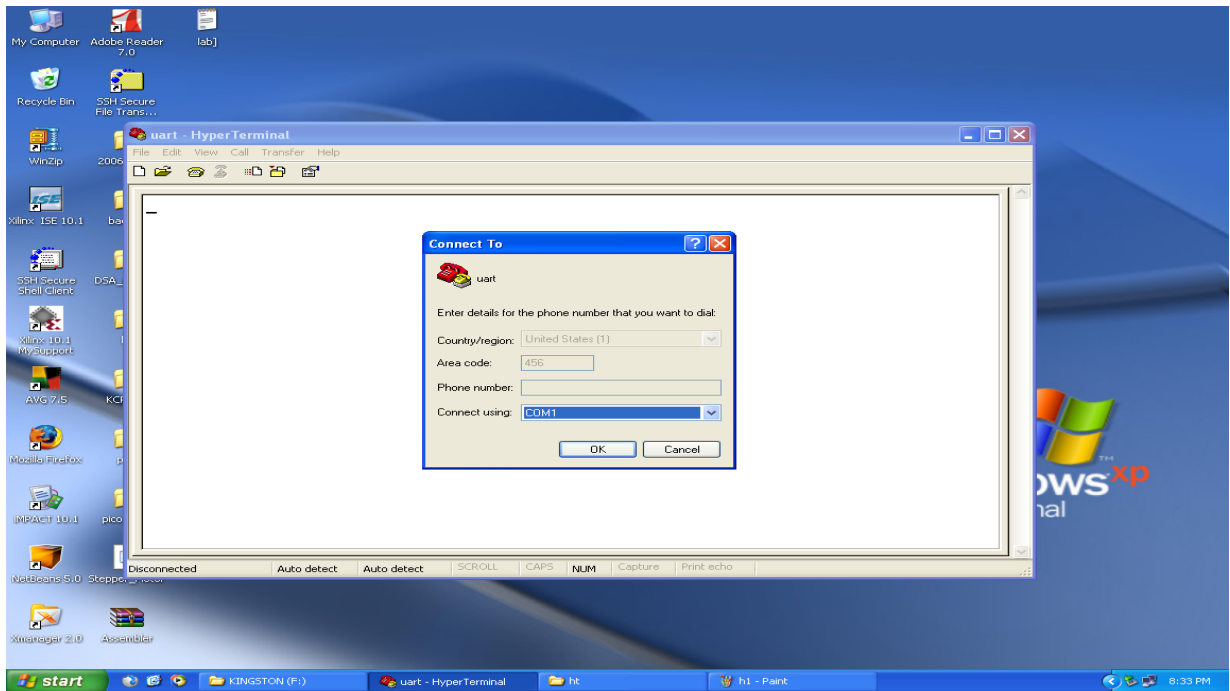 My Computer
Adobe Reader
7.0
lab]
Recycle Bin
SSH Secure
File Trans...
WinZip
2006
Xilinx ISE 10.1
SSH Secure
Shell Client
DSA_
Xilinx 10.1
MySupport
AVG 7.5
Mozilla Firefox
iMPACT 10.1
pico
NetBeans 5.0
Xmanager 2.0
Assembler
uart - HyperTerminal
File Edit View Call Transfer Help
Connect To
uart
Enter details for the phone number that you want to dial:
Country/region: United States (1)
Area code: 456
Phone number:
Connect using: COM1
OK Cancel
Disconnected Auto detect Auto detect SCROLL CAPS NUM Capture Print echo
TM
ows xp
nal
start KINGSTON (F:) uart - HyperTerminal ht h1 - Paint 8:33 PM